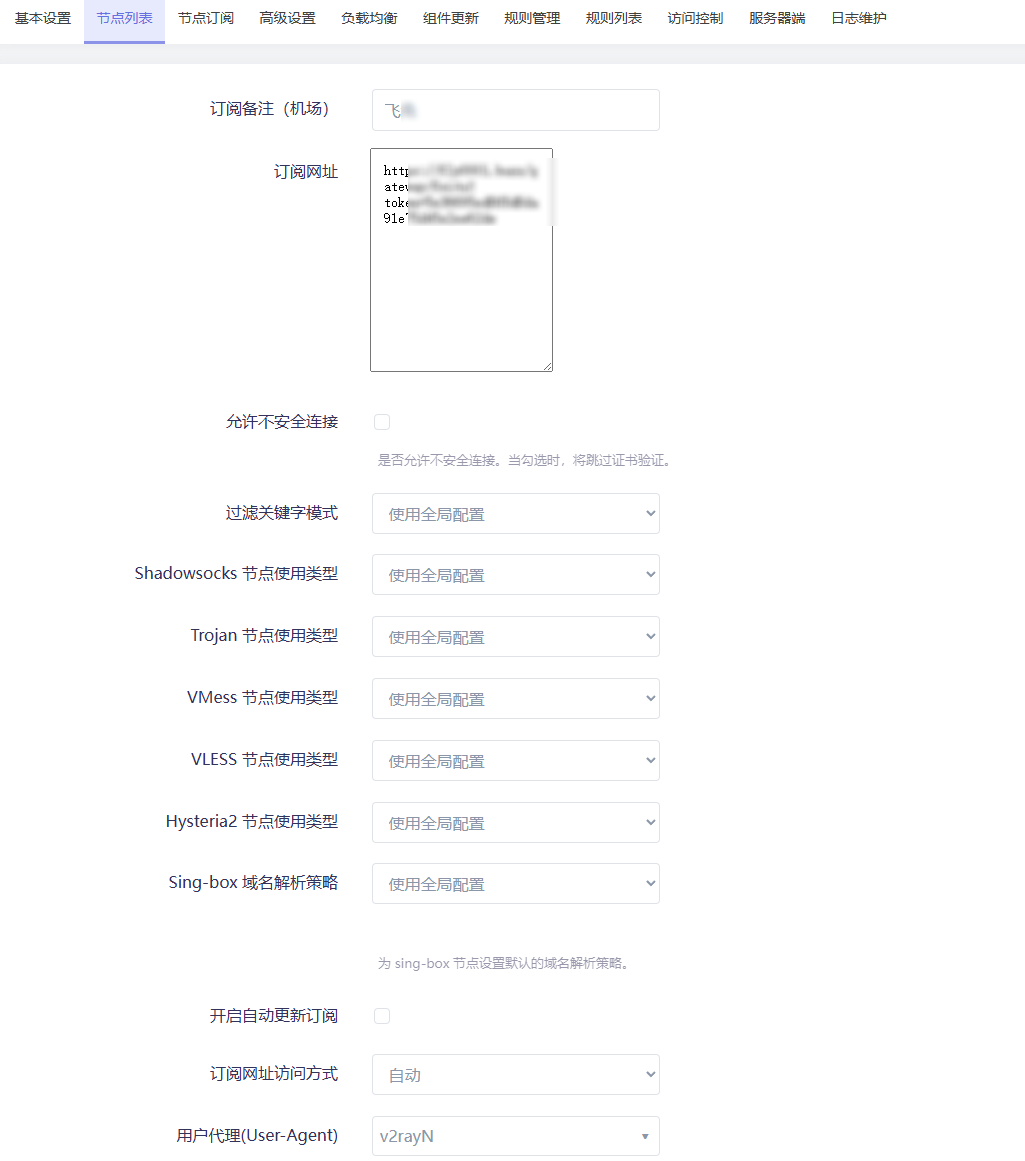 基本设置 节点列表 节点订阅 高级设置 负载均衡 组件更新 规则管理 规则列表 访问控制 服务器端 日志维护
订阅备注（机场） 飞
订阅网址
http
atev
toke
91e
允许不安全连接
是否允许不安全连接。当勾选时，将跳过证书验证。
过滤关键字模式 使用全局配置
Shadowsocks 节点使用类型 使用全局配置
Trojan 节点使用类型 使用全局配置
VMess 节点使用类型 使用全局配置
VLESS 节点使用类型 使用全局配置
Hysteria2 节点使用类型 使用全局配置
Sing-box 域名解析策略 使用全局配置
为 sing-box 节点设置默认的域名解析策略。
开启自动更新订阅
订阅网址访问方式 自动
用户代理(User-Agent) v2rayN